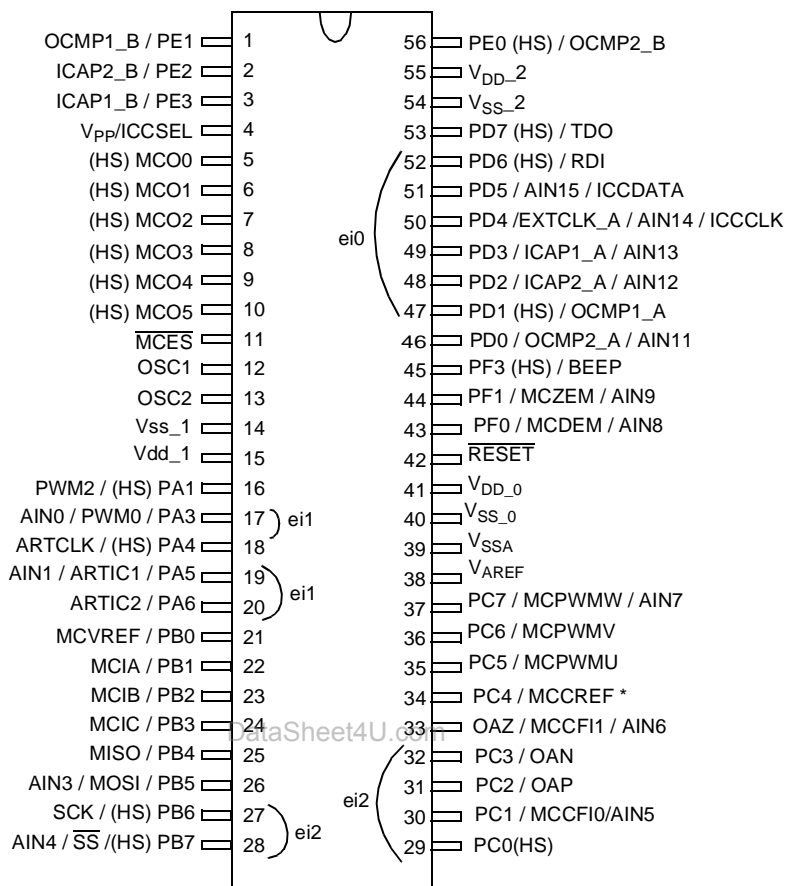 OCMP1_B / PE1 1
ICAP2_B / PE2 2
ICAP1_B / PE3 3
VPP/ICCSEL 4
(HS) MCO0 5
(HS) MCO1 6
(HS) MCO2 7
(HS) MCO3 8
(HS) MCO4 9
(HS) MCO5 10
MCES 11
OSC1 12
OSC2 13
Vss_1 14
Vdd_1 15
PWM2 / (HS) PA1 16
AIN0 / PWM0 / PA3 17 ei1
ARTCLK / (HS) PA4 18
AIN1 / ARTIC1 / PA5 19
ei1
ARTIC2 / PA6 20
MCVREF / PB0 21
MCIA / PB1 22
MCIB / PB2 23
MCIC / PB3 24
MISO / PB4 25
AIN3 / MOSI / PB5 26
SCK / (HS) PB6 27
ei2
AIN4 / SS /(HS) PB7 28
56 PE0 (HS) / OCMP2_B
55 VDD_2
54 VSS_2
53 PD7 (HS) / TDO
52 PD6 (HS) / RDI
51 PD5 / AIN15 / ICCDATA
50 PD4 /EXTCLK_A / AIN14 / ICCCLK
ei0
49 PD3 / ICAP1_A / AIN13
48 PD2 / ICAP2_A / AIN12
47 PD1 (HS) / OCMP1_A
46 PD0 / OCMP2_A / AIN11
45 PF3 (HS) / BEEP
44 PF1 / MCZEM / AIN9
43 PF0 / MCDEM / AIN8
42 RESET
41 VDD_0
40 VSS_0
39 VSSA
38 VAREF
37 PC7 / MCPWMW / AIN7
36 PC6 / MCPWMV
35 PC5 / MCPWMU
34 PC4 / MCCREF *
33 OAZ / MCCFI1 / AIN6
32 PC3 / OAN
31 PC2 / OAP
ei2
30 PC1 / MCCFI0/AIN5
29 PC0(HS)
DataSheet4U.com